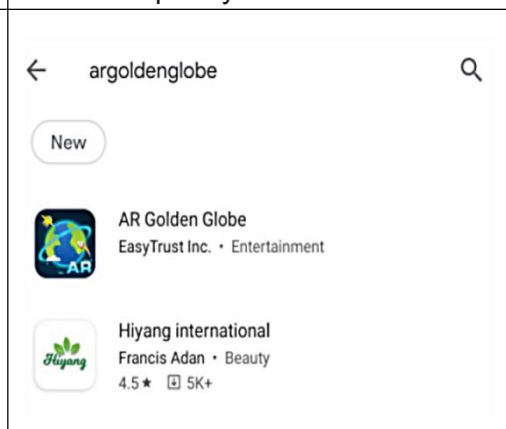 argoldenglobe
New
AR
AR Golden Globe
EasyTrust Inc. • Entertainment
Hiyang
Hiyang international
Francis Adan • Beauty
4.5★ 5K+